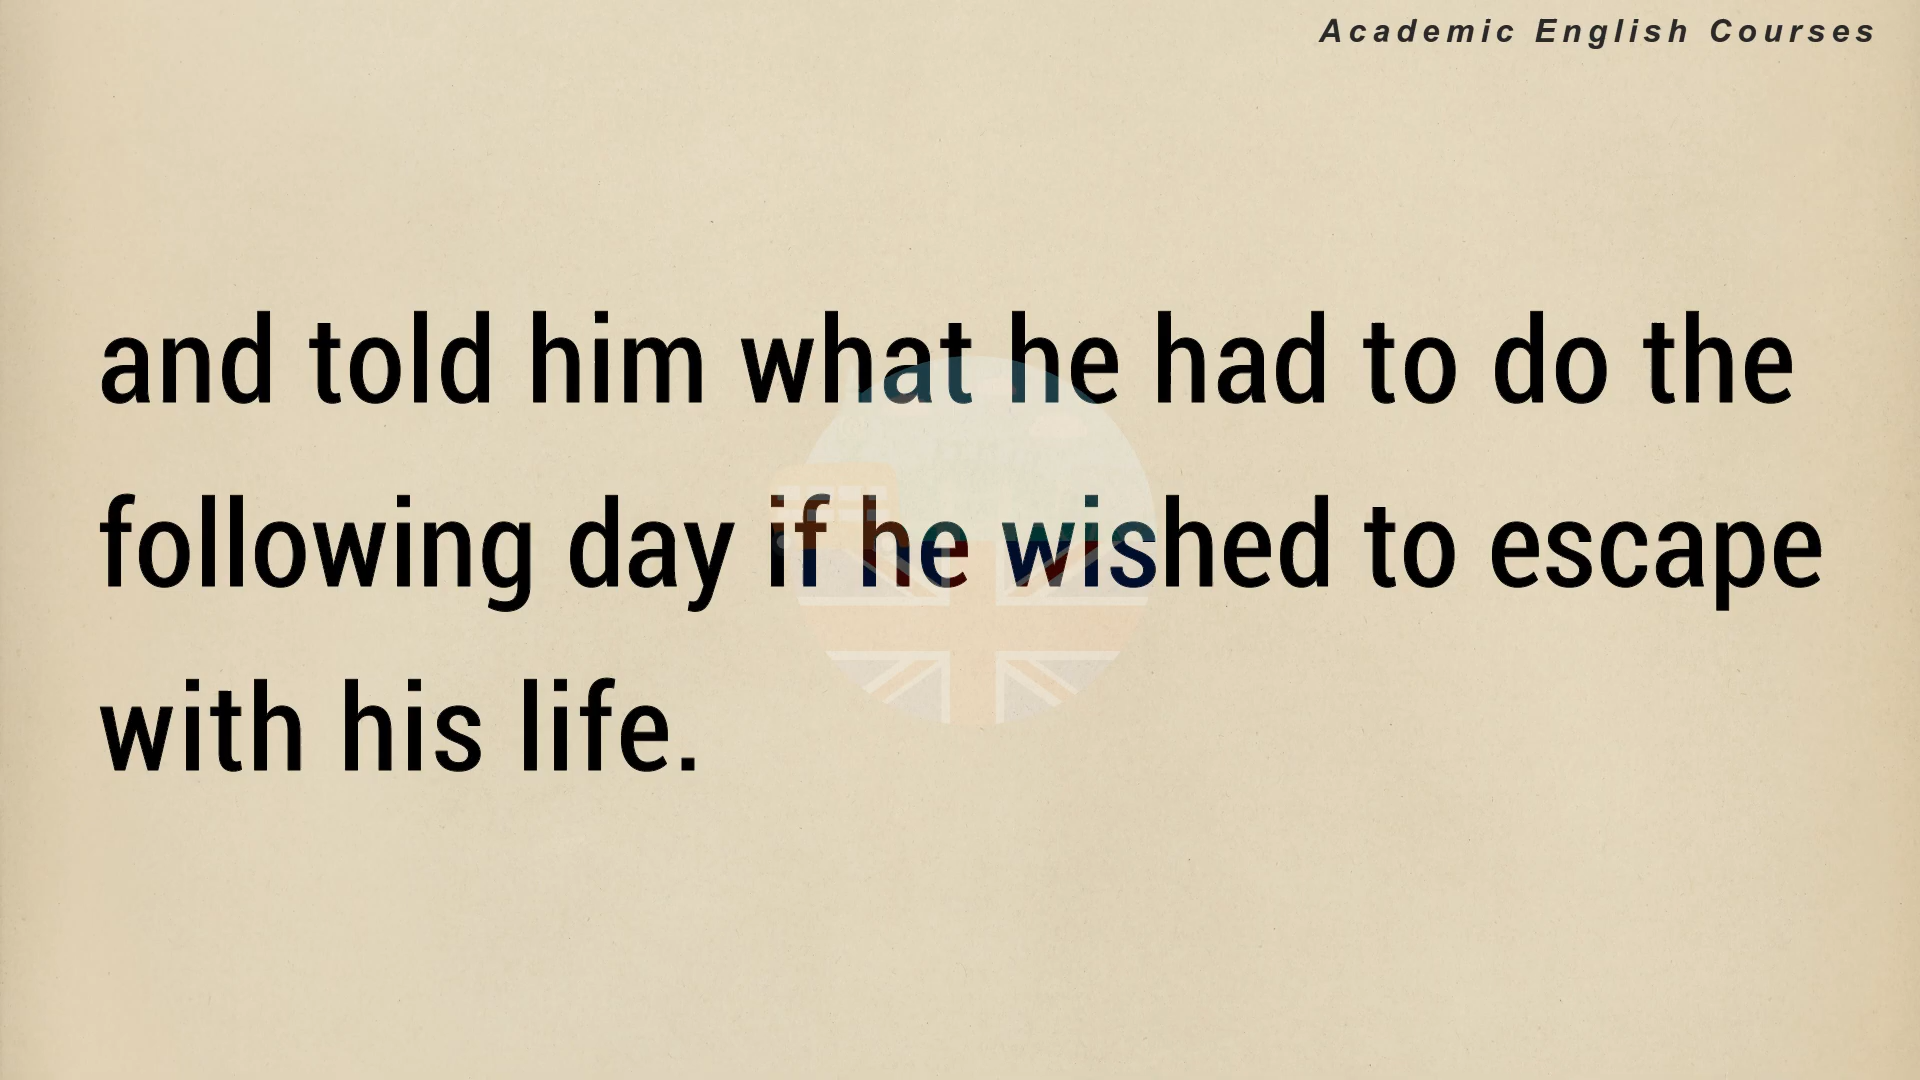 Academic English Courses
and told him what he had to do the
following day if he wished to escape
with his life.